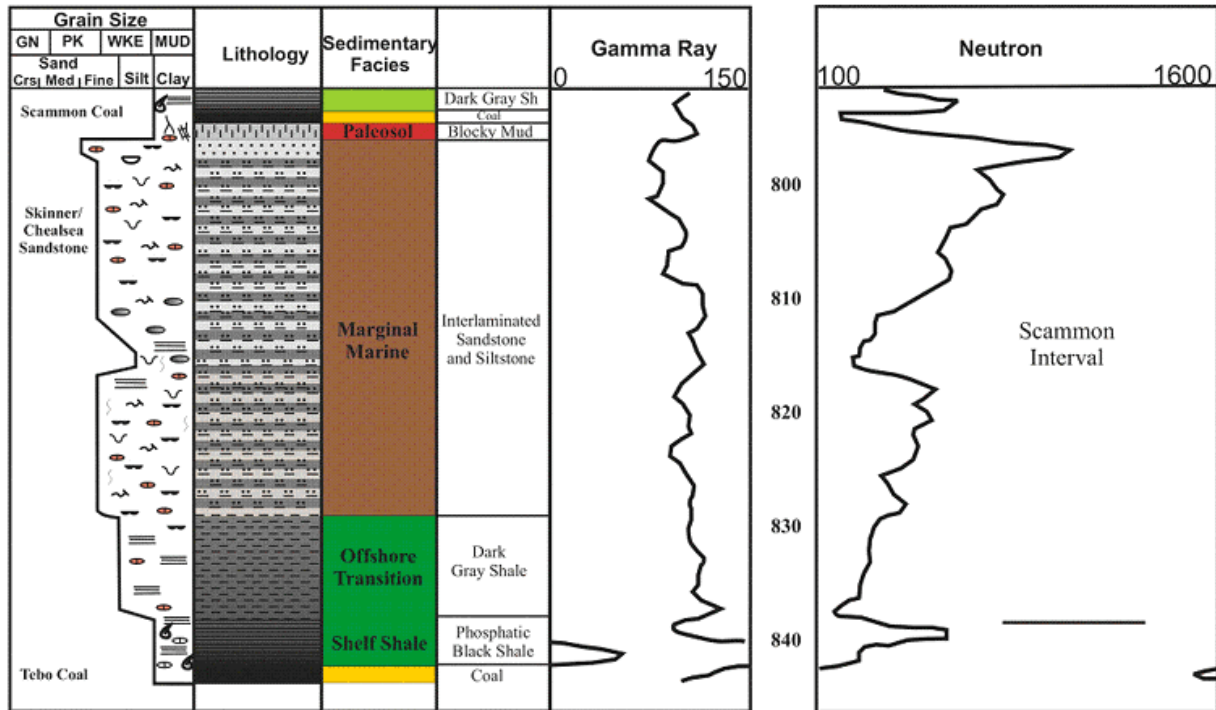 Grain Size
GN PK WKE MUD
Sand
Crs Med Fine Silt Clay
Lithology
Sedimentary
Facies
Gamma Ray
0 150
Neutron
100 1600
Scammon Coal
Dark Gray Sh
Coal
Paleosol
Blocky Mud
Skinner/
Chealsea
Sandstone
Marginal
Marine
Interlaminated
Sandstone
and Siltstone
800
810
820
830
840
Scammon
Interval
Offshore
Transition
Dark
Gray Shale
Shelf Shale
Phosphatic
Black Shale
Tebo Coal
Coal